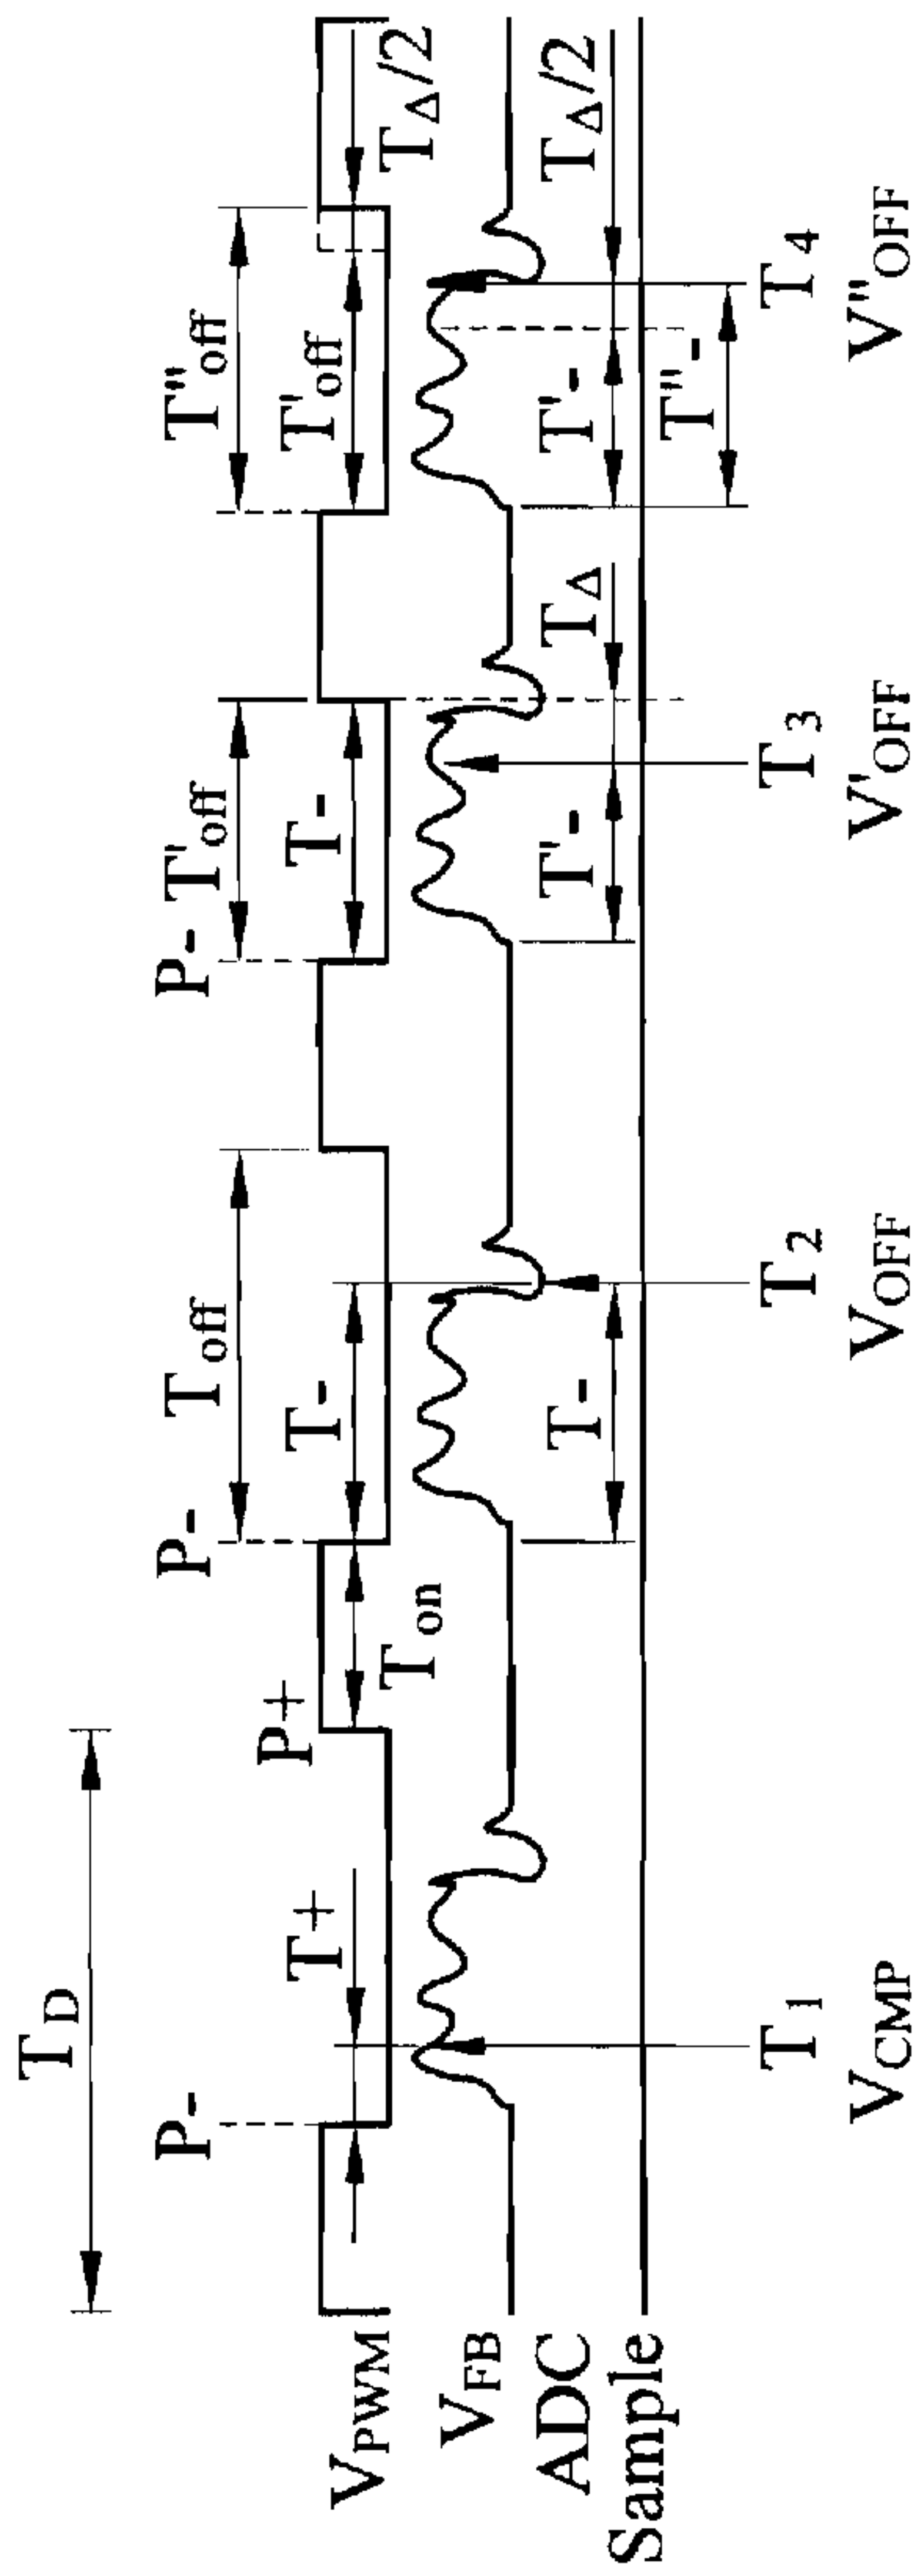 T_D
P-
P-
T_off
P-
T'_off
T''_off
T+
P+
T-
T-
T'_off
V_PWM
T_on
T_Δ/2
V_FB
ADC
Sample
T-
T'-
T_Δ
T'-
T_Δ/2
T''-
T_1
T_2
T_3
T_4
V_CMP
V_OFF
V'_OFF
V''_OFF